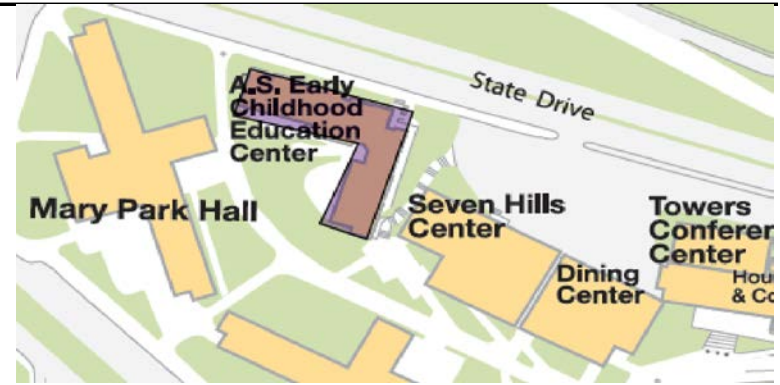 A.S. Early
Childhood
Education
Center
State Drive
Mary Park Hall
Seven Hills
Center
Towers
Conferen
Center
Dining
Center
Hou
& Co